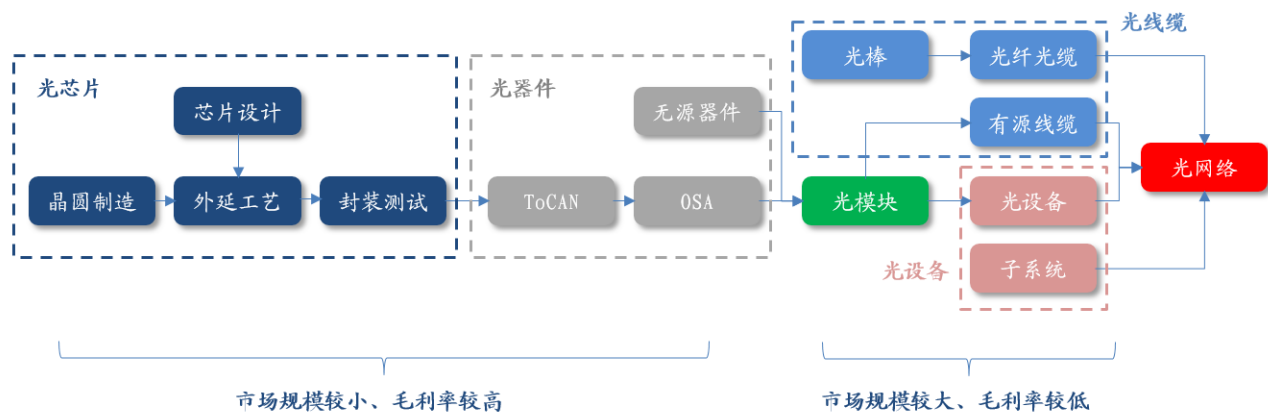 光线缆
光棒
光纤光缆
光芯片
光器件
芯片设计
无源器件
有源线缆
光网络
晶圆制造
外延工艺
封装测试
ToCAN
OSA
光模块
光设备
光设备
子系统
市场规模较小、毛利率较高
市场规模较大、毛利率较低